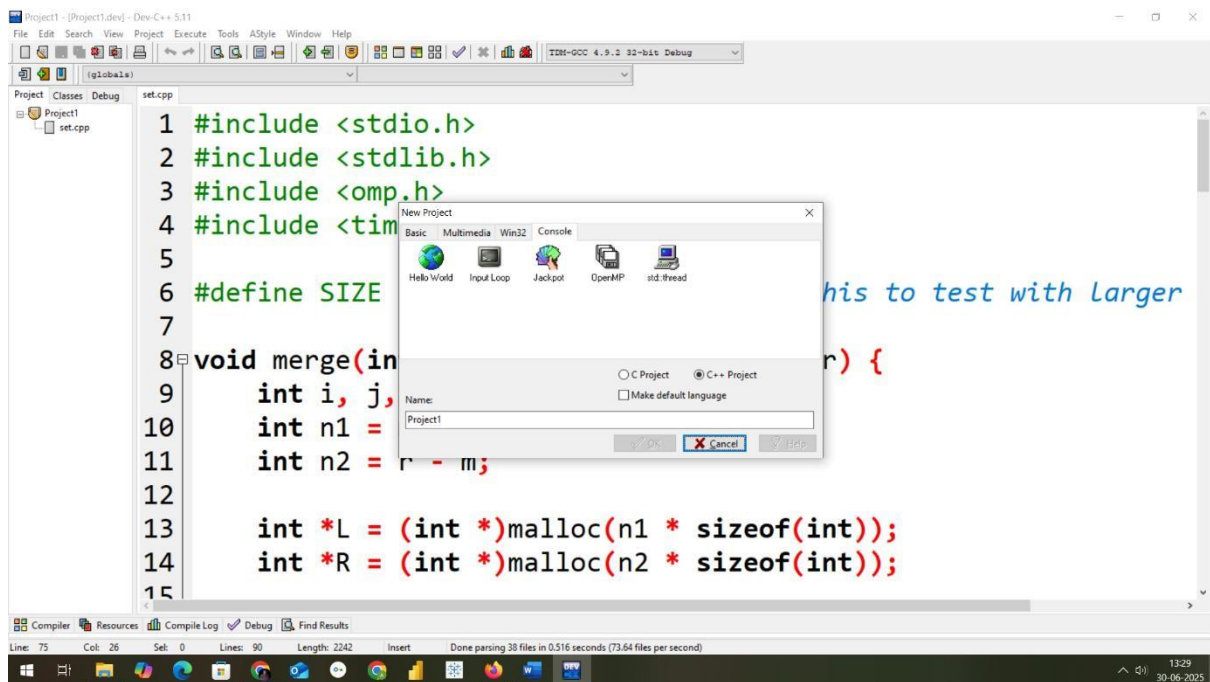 Project1 - [Project1.dev] - Dev-C++ 5.11
File Edit Search View Project Execute Tools AStyle Window Help
TDM-GCC 4.9.2 32-bit Debug
(globals)
Project Classes Debug
set.cpp
Project1
set.cpp
1 #include <stdio.h>
2 #include <stdlib.h>
3 #include <omp.h>
4 #include <tim
5
6 #define SIZE his to test with larger
7
8 void merge(in r) {
9 int i, j,
10 int n1 =
11 int n2 = r - m;
12
13 int *L = (int *)malloc(n1 * sizeof(int));
14 int *R = (int *)malloc(n2 * sizeof(int));
15
New Project
Basic Multimedia Win32 Console
Hello World Input Loop Jackpot OpenMP std::thread
C Project C++ Project
Make default language
Name:
Project1
OK Cancel Help
Compiler Resources Compile Log Debug Find Results
Line: 75 Col: 26 Sel: 0 Lines: 90 Length: 2242 Insert Done parsing 38 files in 0.516 seconds (73.64 files per second)
13:29
30-06-2025